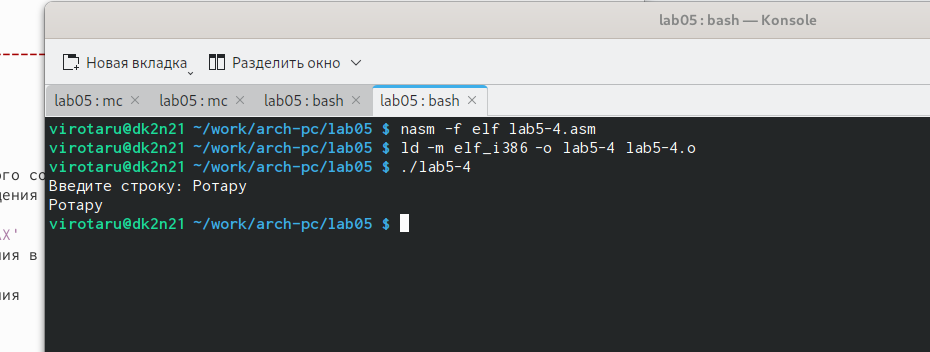 lab05 : bash — Konsole
Новая вкладка Разделить окно
lab05 : mc lab05 : mc lab05 : bash lab05 : bash
virotaru@dk2n21 ~/work/arch-pc/lab05 $ nasm -f elf lab5-4.asm
virotaru@dk2n21 ~/work/arch-pc/lab05 $ ld -m elf_i386 -o lab5-4 lab5-4.o
virotaru@dk2n21 ~/work/arch-pc/lab05 $ ./lab5-4
Введите строку: Ротару
Ротару
virotaru@dk2n21 ~/work/arch-pc/lab05 $
ого со
дения
AX'
ния в
ния